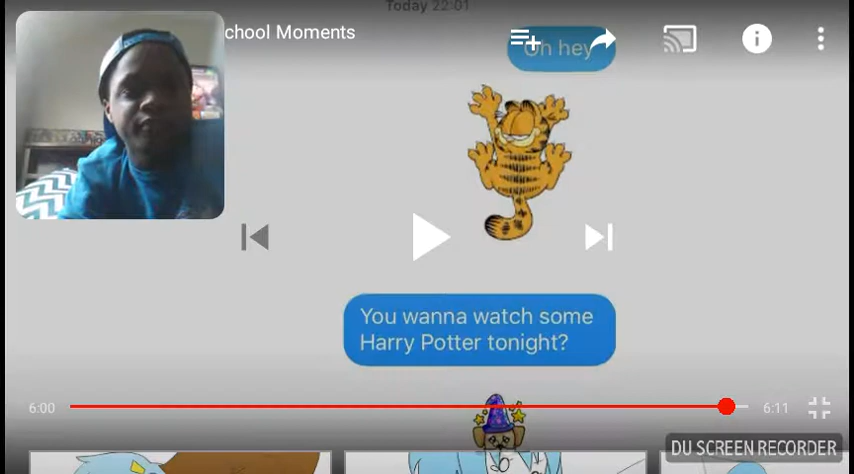 Today 22:01
chool Moments
Oh hey
You wanna watch some
Harry Potter tonight?
6:00
6:11
DU SCREEN RECORDER